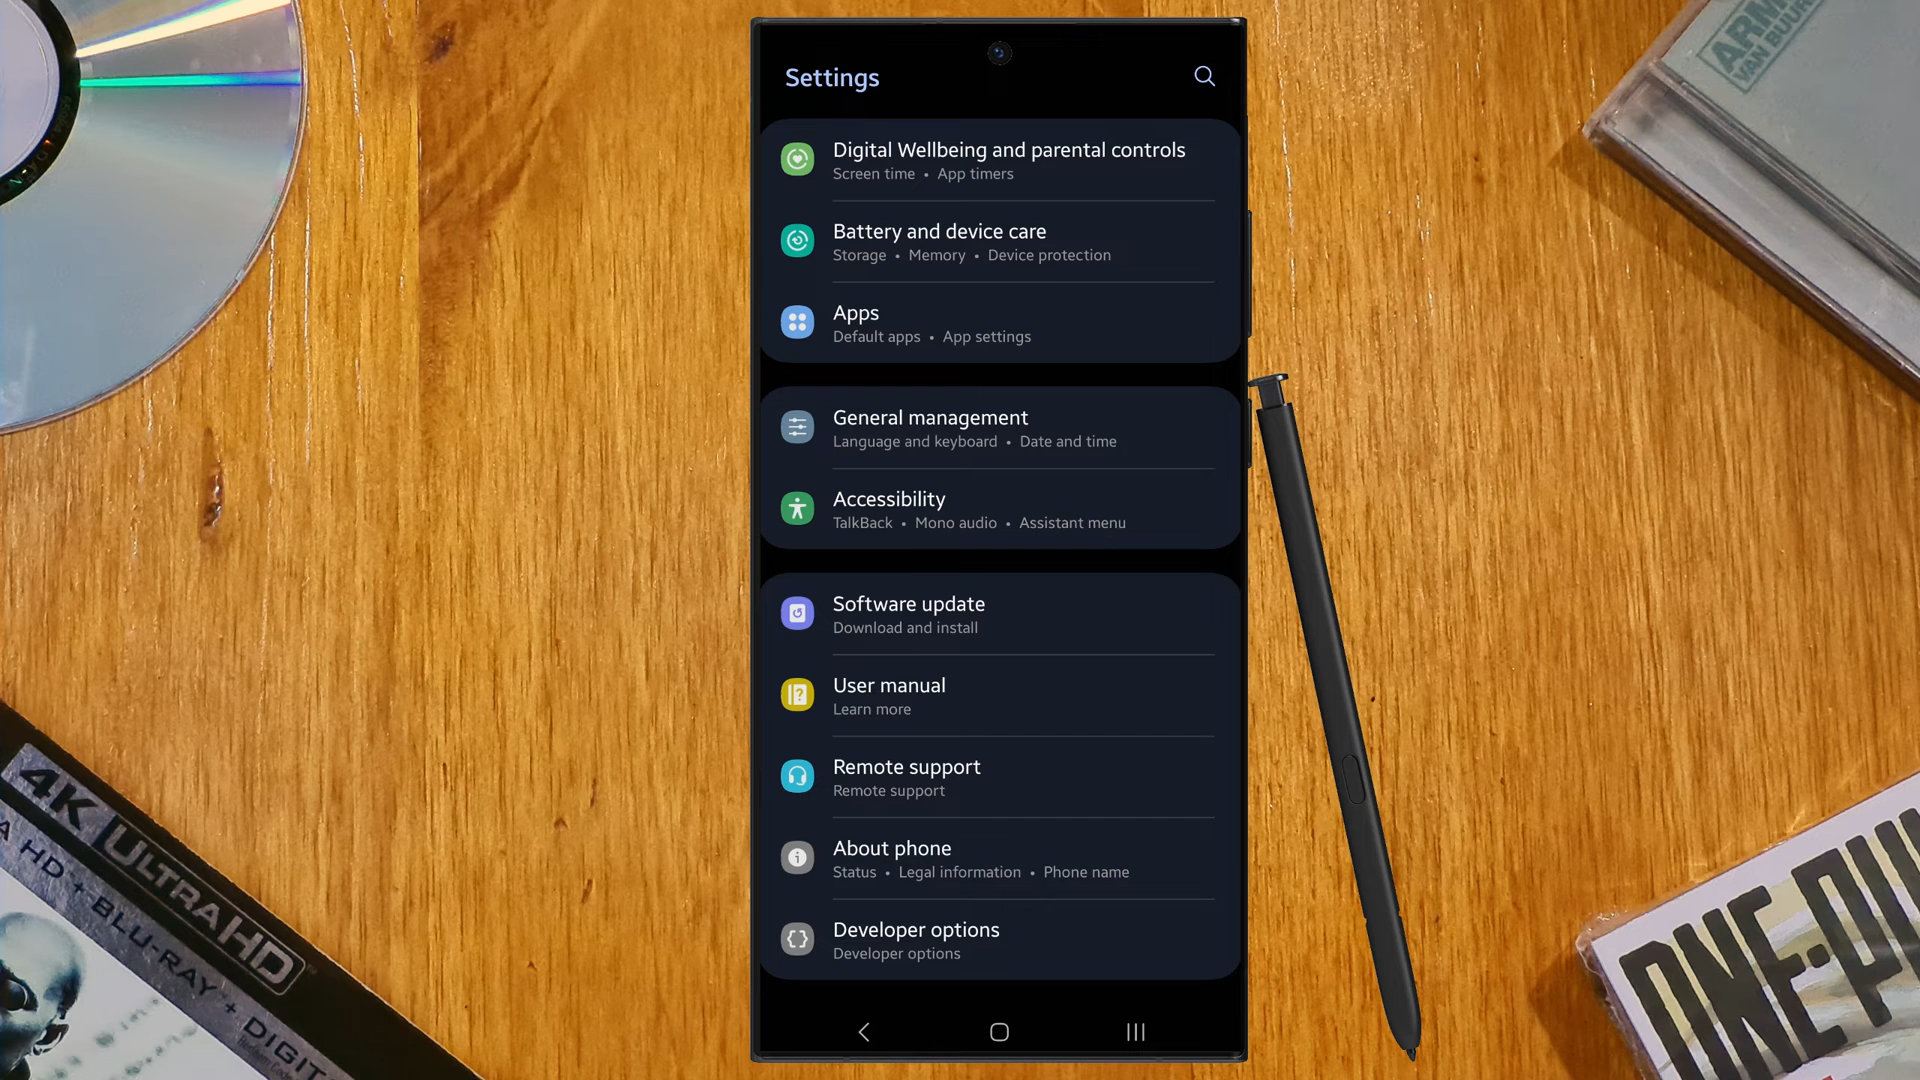 Settings
Digital Wellbeing and parental controls
Screen time • App timers
Battery and device care
Storage • Memory • Device protection
Apps
Default apps • App settings
General management
Language and keyboard • Date and time
Accessibility
TalkBack • Mono audio • Assistant menu
Software update
Download and install
User manual
Learn more
Remote support
Remote support
About phone
Status • Legal information • Phone name
Developer options
Developer options
4K ULTRA HD™
A HD + BLU-RAY + DIGIT
VAN BUUR
ONE-PU